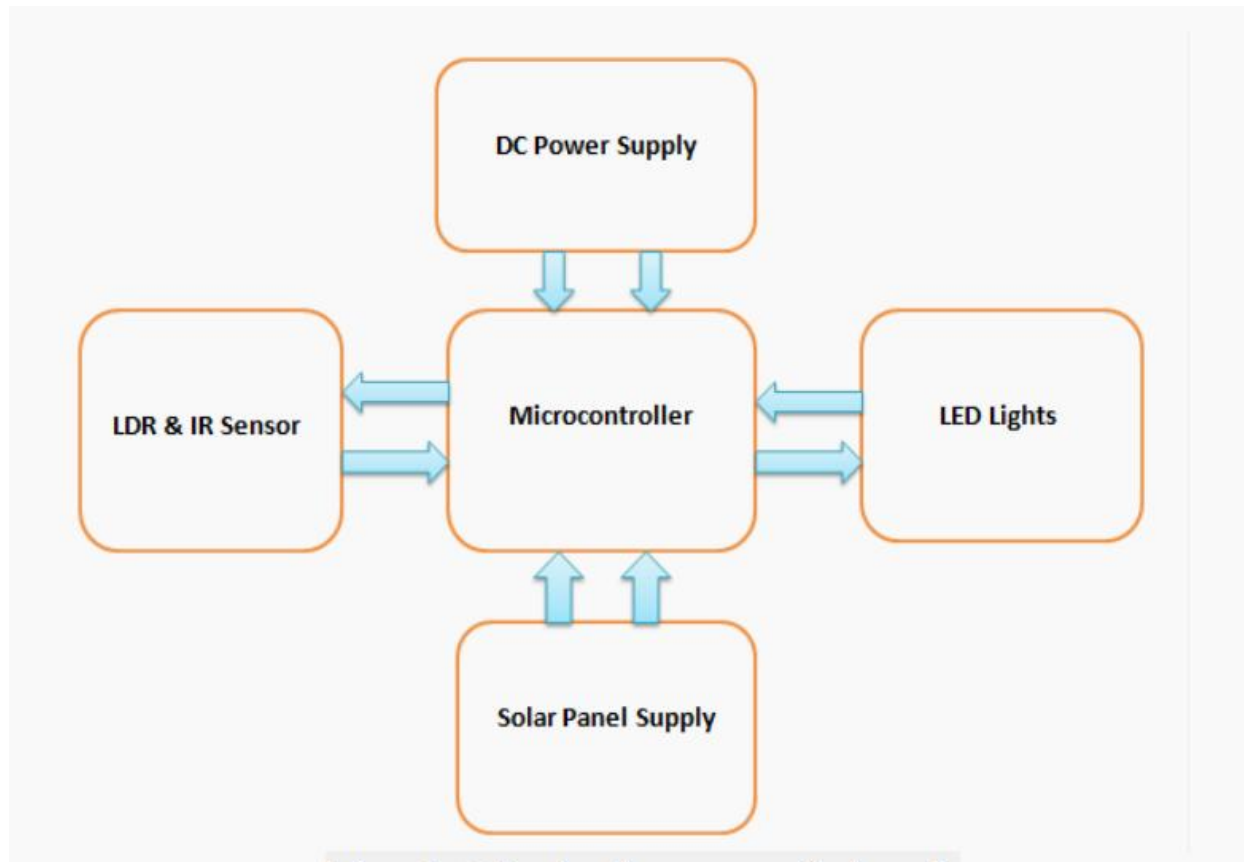 DC Power Supply
LDR & IR Sensor
Microcontroller
LED Lights
Solar Panel Supply